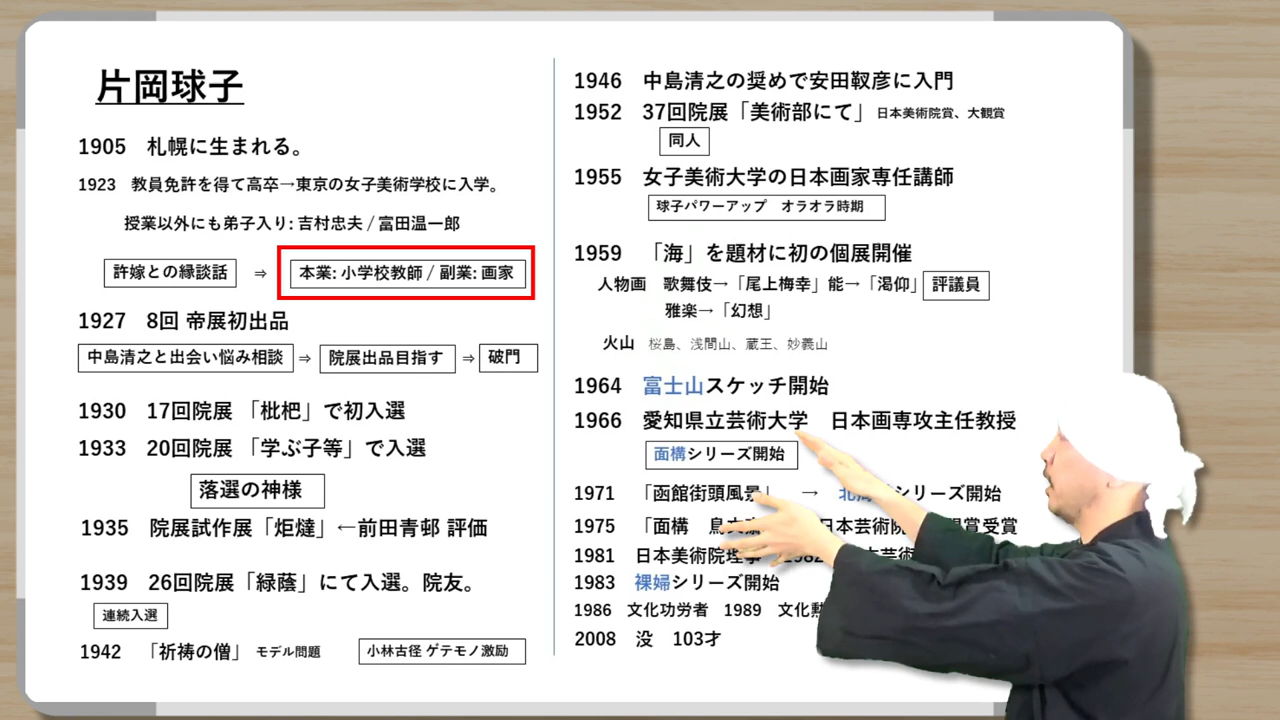 片岡球子
1905 札幌に生まれる。
1923 教員免許を得て高卒→東京の女子美術学校に入学。
授業以外にも弟子入り: 吉村忠夫 / 富田温一郎
許嫁との縁談話 ⇒ 本業: 小学校教師 / 副業: 画家
1927 8回 帝展初出品
中島清之と出会い悩み相談 ⇒ 院展出品目指す ⇒ 破門
1930 17回院展 「枇杷」で初入選
1933 20回院展 「学ぶ子等」で入選
落選の神様
1935 院展試作展「炬燵」←前田青邨 評価
1939 26回院展「緑蔭」にて入選。院友。
連続入選
1942 「祈祷の僧」 モデル問題 小林古径 ゲテモノ激励
1946 中島清之の奨めで安田靫彦に入門
1952 37回院展「美術部にて」 日本美術院賞、大観賞
同人
1955 女子美術大学の日本画家専任講師
球子パワーアップ オラオラ時期
1959 「海」を題材に初の個展開催
人物画 歌舞伎→「尾上梅幸」能→「渇仰」 評議員
雅楽→「幻想」
火山 桜島、浅間山、蔵王、妙義山
1964 富士山スケッチ開始
1966 愛知県立芸術大学 日本画専攻主任教授
面構シリーズ開始
1971 「函館街頭風景」 → シリーズ開始
1975 「面構 日本芸術院 賞受賞
1981 日本美術院理事
1983 裸婦シリーズ開始
1986 文化功労者 1989 文化勲
2008 没 103才